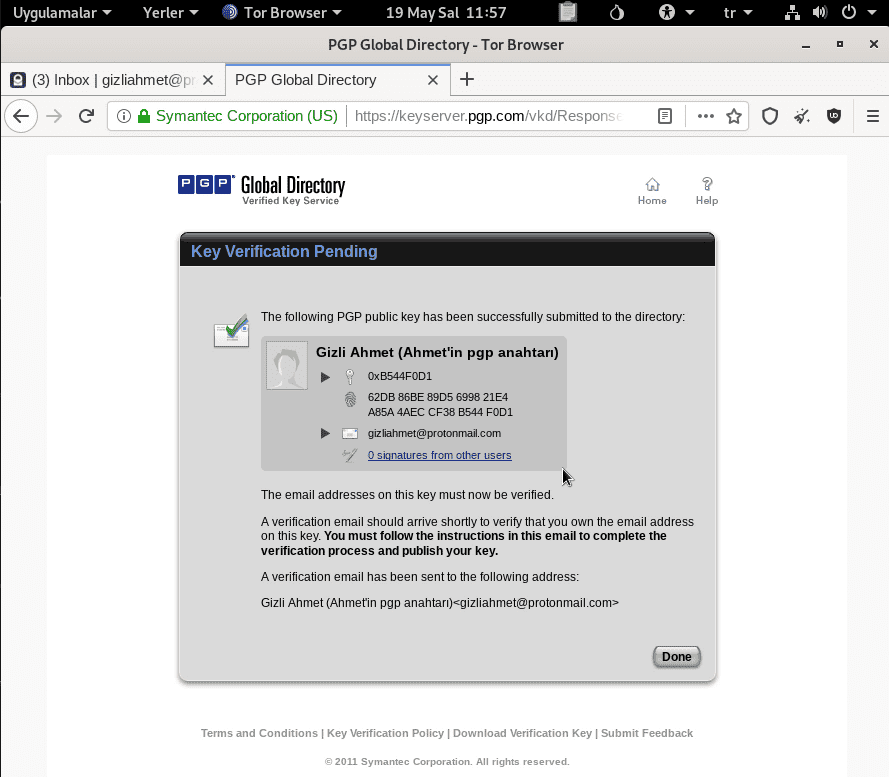 Uygulamalar Yerler Tor Browser 19 May Sal 11:57 tr
PGP Global Directory - Tor Browser
(3) Inbox | gizliahmet@pr PGP Global Directory
Symantec Corporation (US) https://keyserver.pgp.com/vkd/Response
PGP Global Directory
Verified Key Service
Home Help
Key Verification Pending
The following PGP public key has been successfully submitted to the directory:
Gizli Ahmet (Ahmet'in pgp anahtarı)
0xB544F0D1
62DB 86BE 89D5 6998 21E4
A85A 4AEC CF38 B544 F0D1
gizliahmet@protonmail.com
0 signatures from other users
The email addresses on this key must now be verified.
A verification email should arrive shortly to verify that you own the email address
on this key. You must follow the instructions in this email to complete the
verification process and publish your key.
A verification email has been sent to the following address:
Gizli Ahmet (Ahmet'in pgp anahtarı)<gizliahmet@protonmail.com>
Done
Terms and Conditions | Key Verification Policy | Download Verification Key | Submit Feedback
© 2011 Symantec Corporation. All rights reserved.